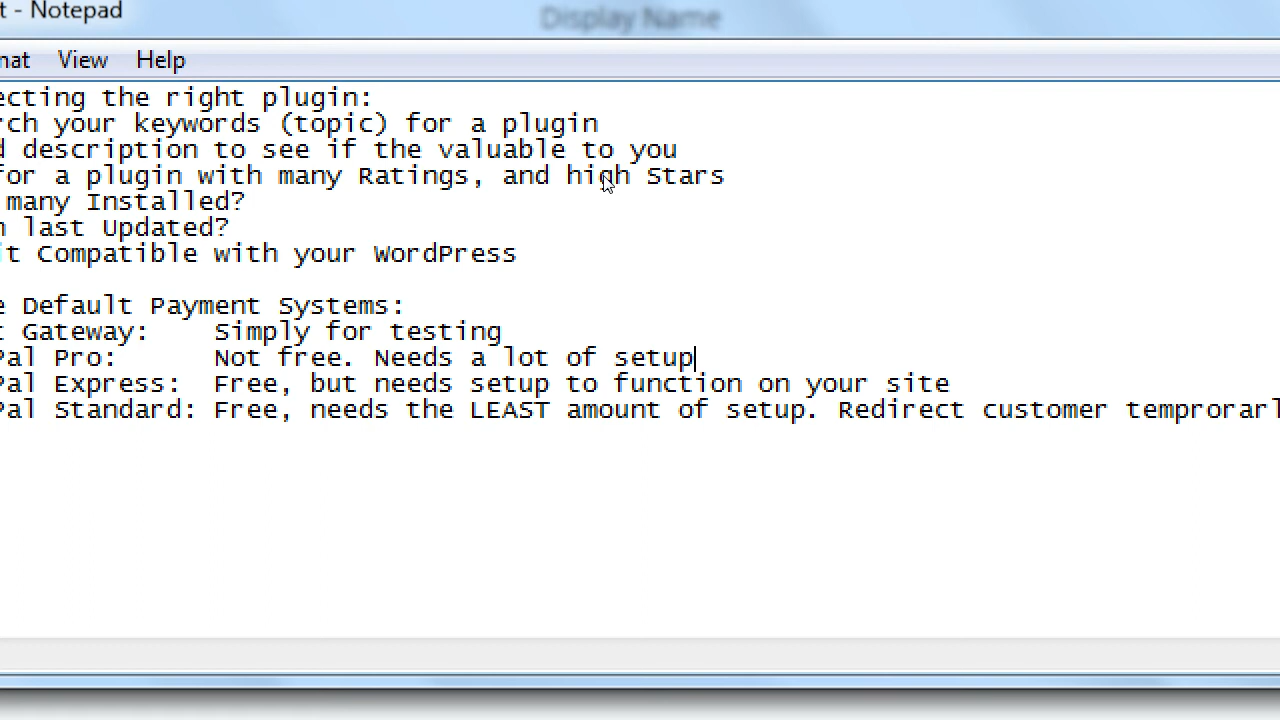 t - Notepad
Display Name
mat View Help
ecting the right plugin:
rch your keywords (topic) for a plugin
d description to see if the valuable to you
for a plugin with many Ratings, and high Stars
many Installed?
n last Updated?
it Compatible with your WordPress
e Default Payment Systems:
t Gateway: Simply for testing
Pal Pro: Not free. Needs a lot of setup
Pal Express: Free, but needs setup to function on your site
Pal Standard: Free, needs the LEAST amount of setup. Redirect customer temprorarl